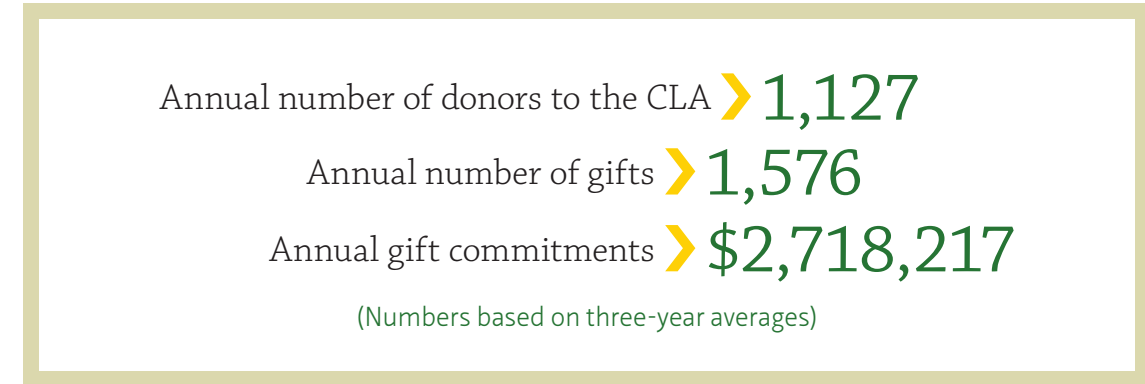 Annual number of donors to the CLA ❯ 1,127
Annual number of gifts ❯ 1,576
Annual gift commitments ❯ $2,718,217
(Numbers based on three-year averages)